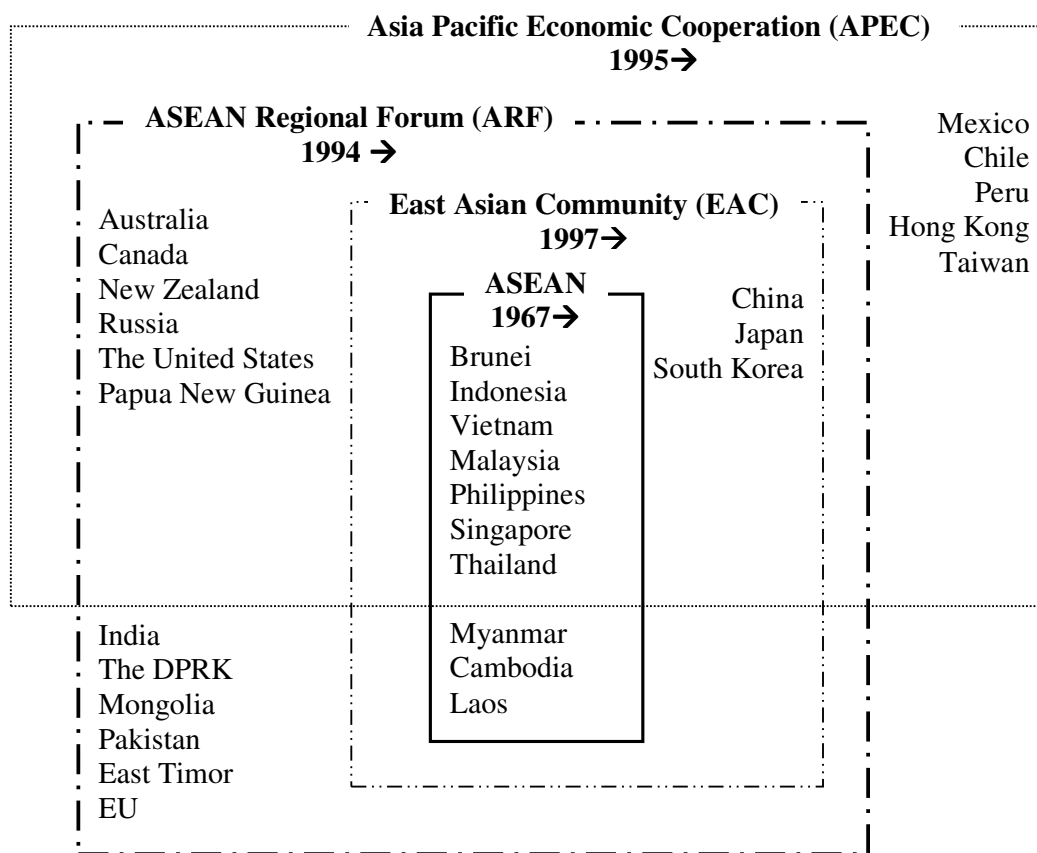 Asia Pacific Economic Cooperation (APEC)
1995→
ASEAN Regional Forum (ARF)
1994 →
Mexico
Chile
Peru
Hong Kong
Taiwan
Australia
Canada
New Zealand
Russia
The United States
Papua New Guinea
East Asian Community (EAC)
1997→
ASEAN
1967→
Brunei
Indonesia
Vietnam
Malaysia
Philippines
Singapore
Thailand
China
Japan
South Korea
India
The DPRK
Mongolia
Pakistan
East Timor
EU
Myanmar
Cambodia
Laos